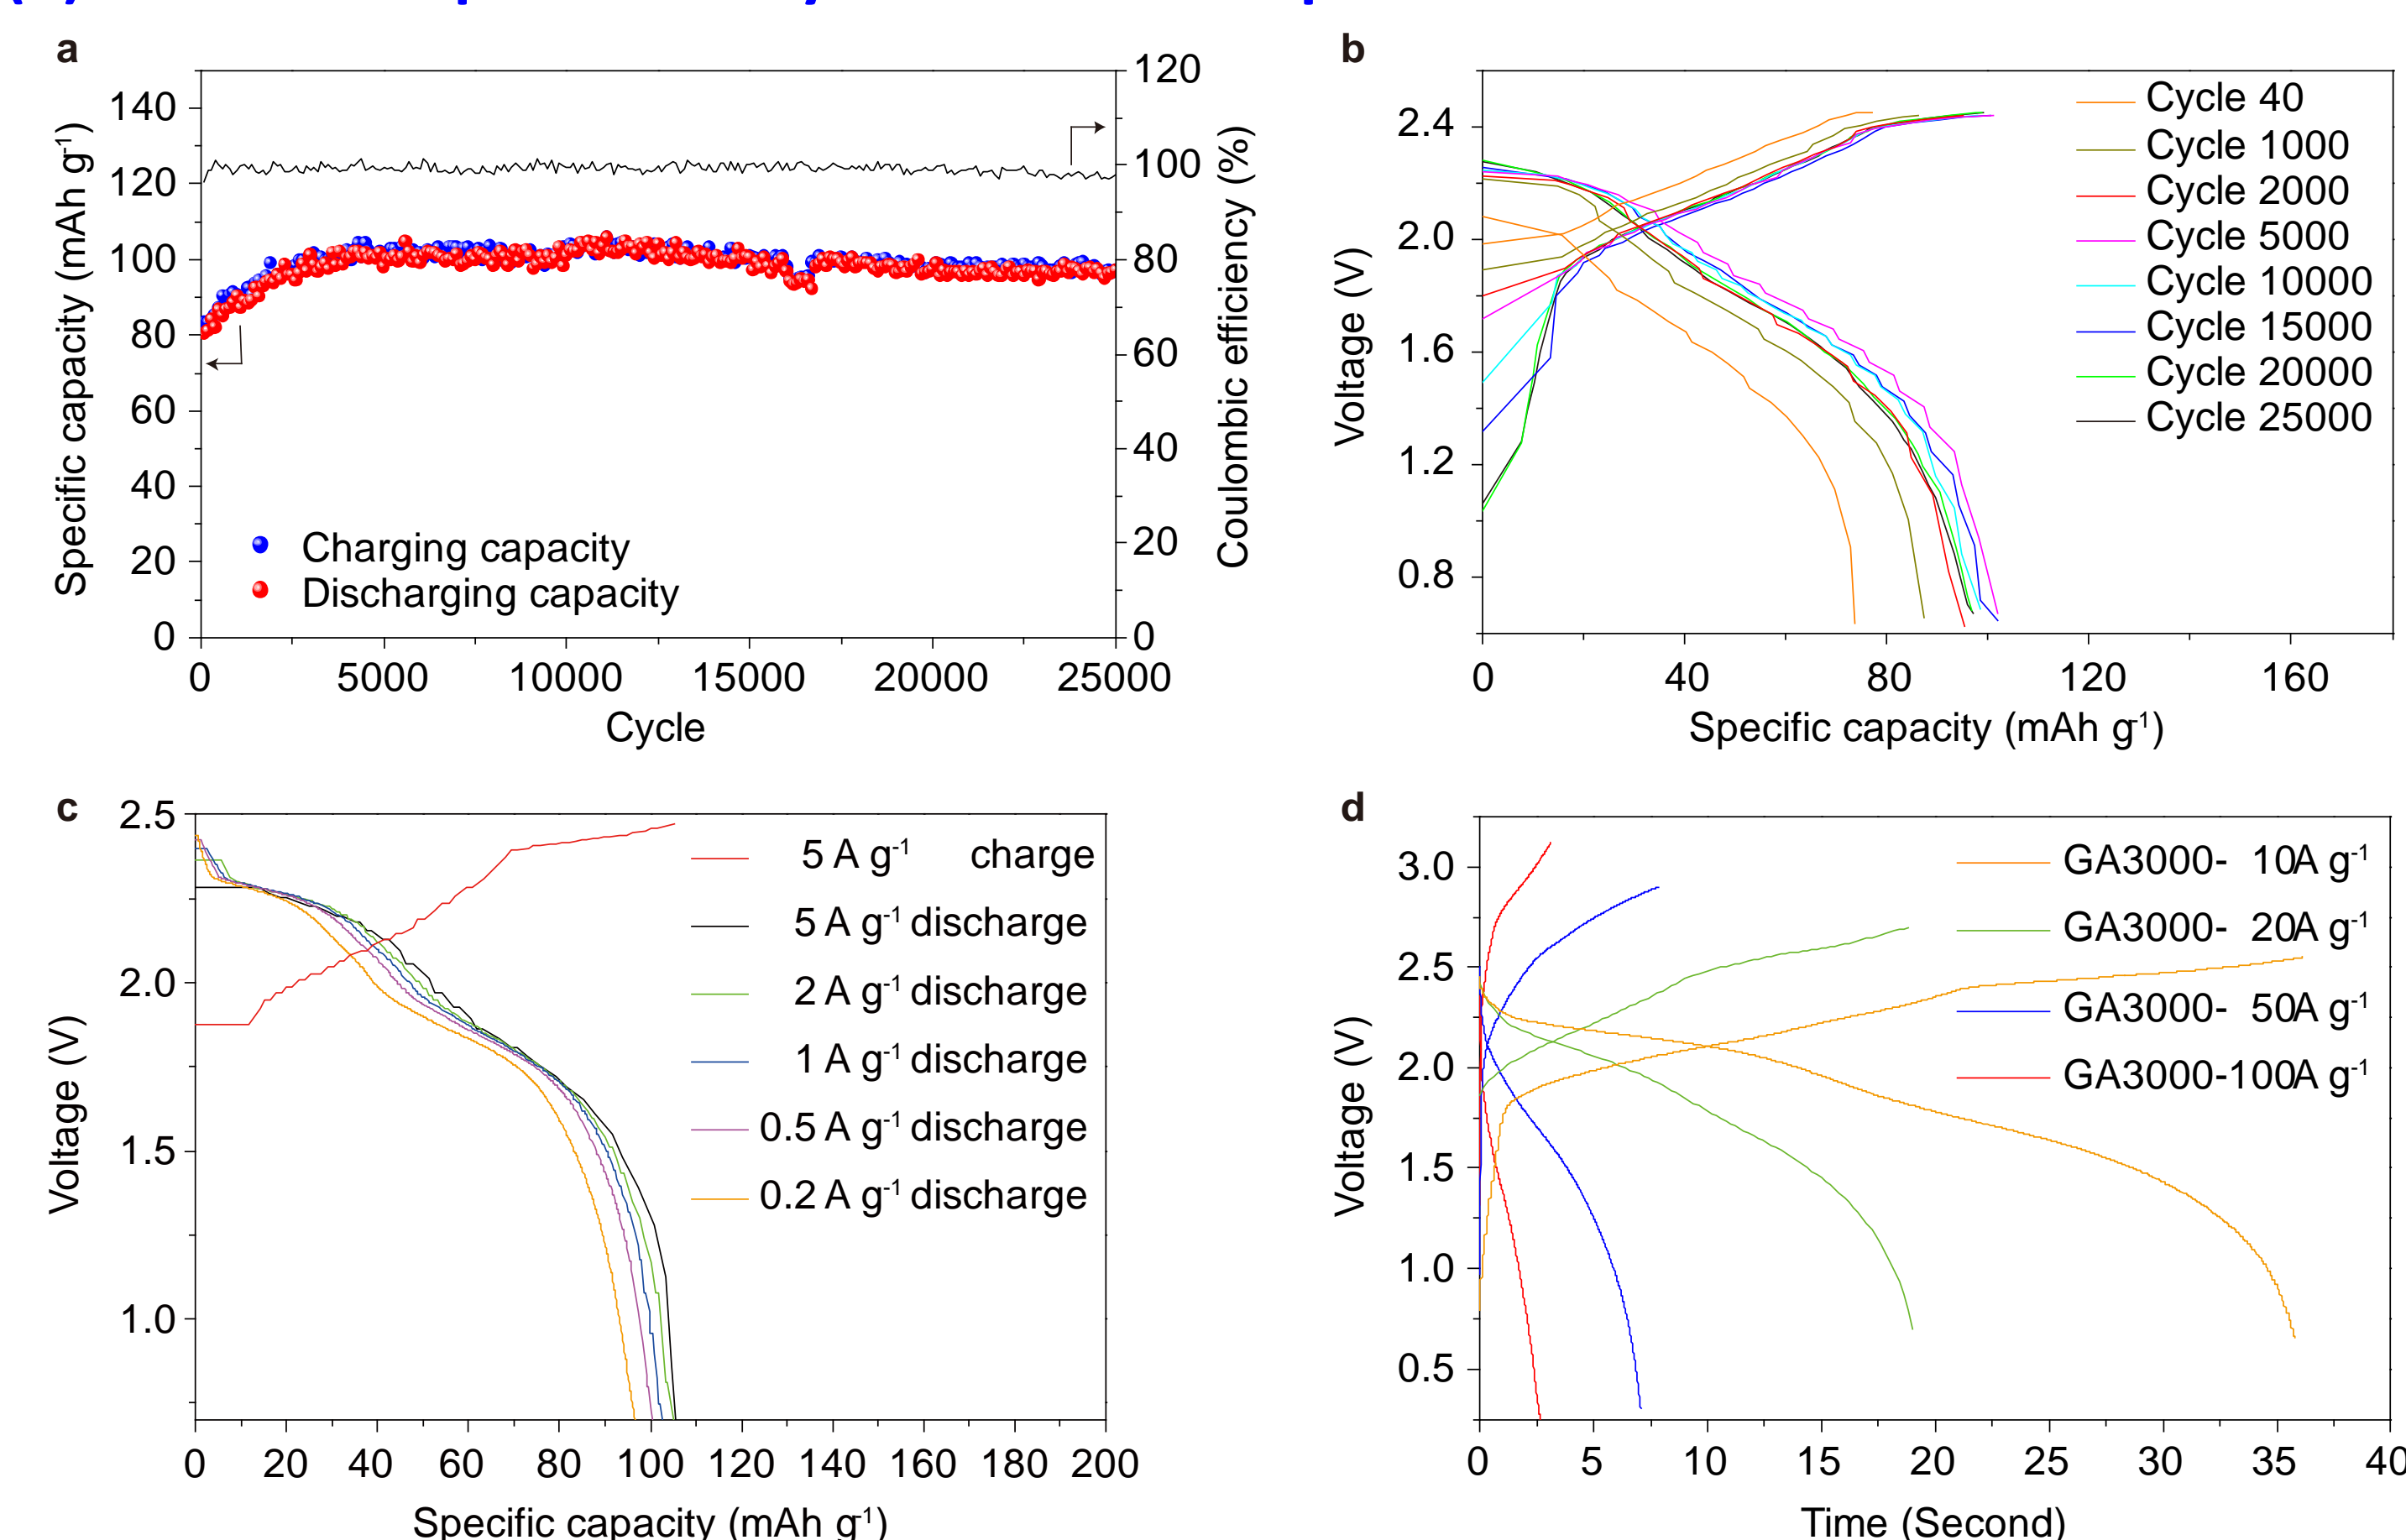 a
b
120
140
120
100
80
60
40
20
0
100
80
60
40
20
0
Specific capacity (mAh g-1)
Coulombic efficiency (%)
Charging capacity
Discharging capacity
0 5000 10000 15000 20000 25000
Cycle
2.4
2.0
1.6
1.2
0.8
Voltage (V)
Cycle 40
Cycle 1000
Cycle 2000
Cycle 5000
Cycle 10000
Cycle 15000
Cycle 20000
Cycle 25000
0 40 80 120 160
Specific capacity (mAh g-1)
c
2.5
2.0
1.5
1.0
Voltage (V)
5 A g-1 charge
5 A g-1 discharge
2 A g-1 discharge
1 A g-1 discharge
0.5 A g-1 discharge
0.2 A g-1 discharge
0 20 40 60 80 100 120 140 160 180 200
Specific capacity (mAh g-1)
d
3.0
2.5
2.0
1.5
1.0
0.5
Voltage (V)
GA3000- 10A g-1
GA3000- 20A g-1
GA3000- 50A g-1
GA3000-100A g-1
0 5 10 15 20 25 30 35 40
Time (Second)